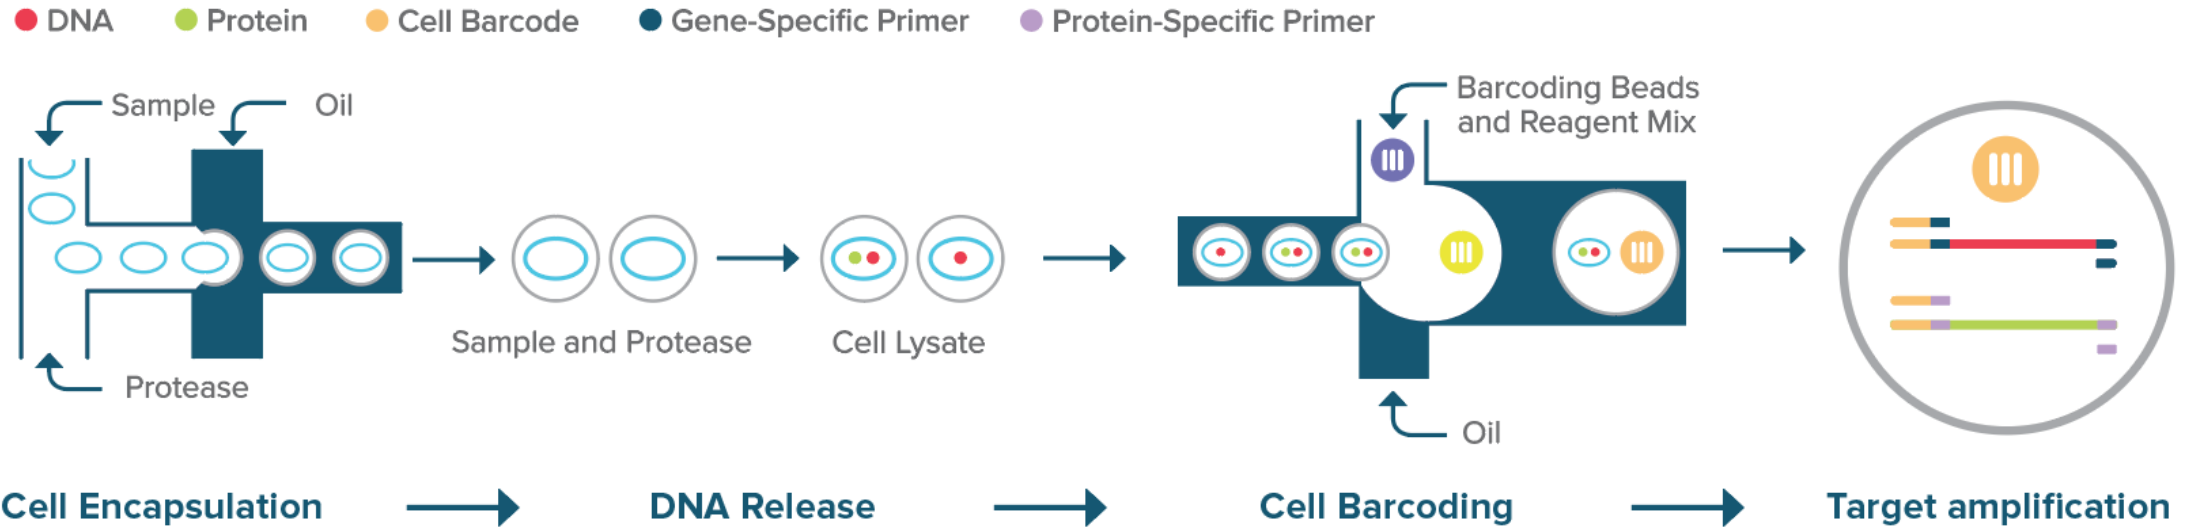 DNA
Protein
Cell Barcode
Gene-Specific Primer
Protein-Specific Primer
Sample
Oil
Protease
Sample and Protease
Cell Lysate
Barcoding Beads
and Reagent Mix
Oil
Cell Encapsulation
DNA Release
Cell Barcoding
Target amplification